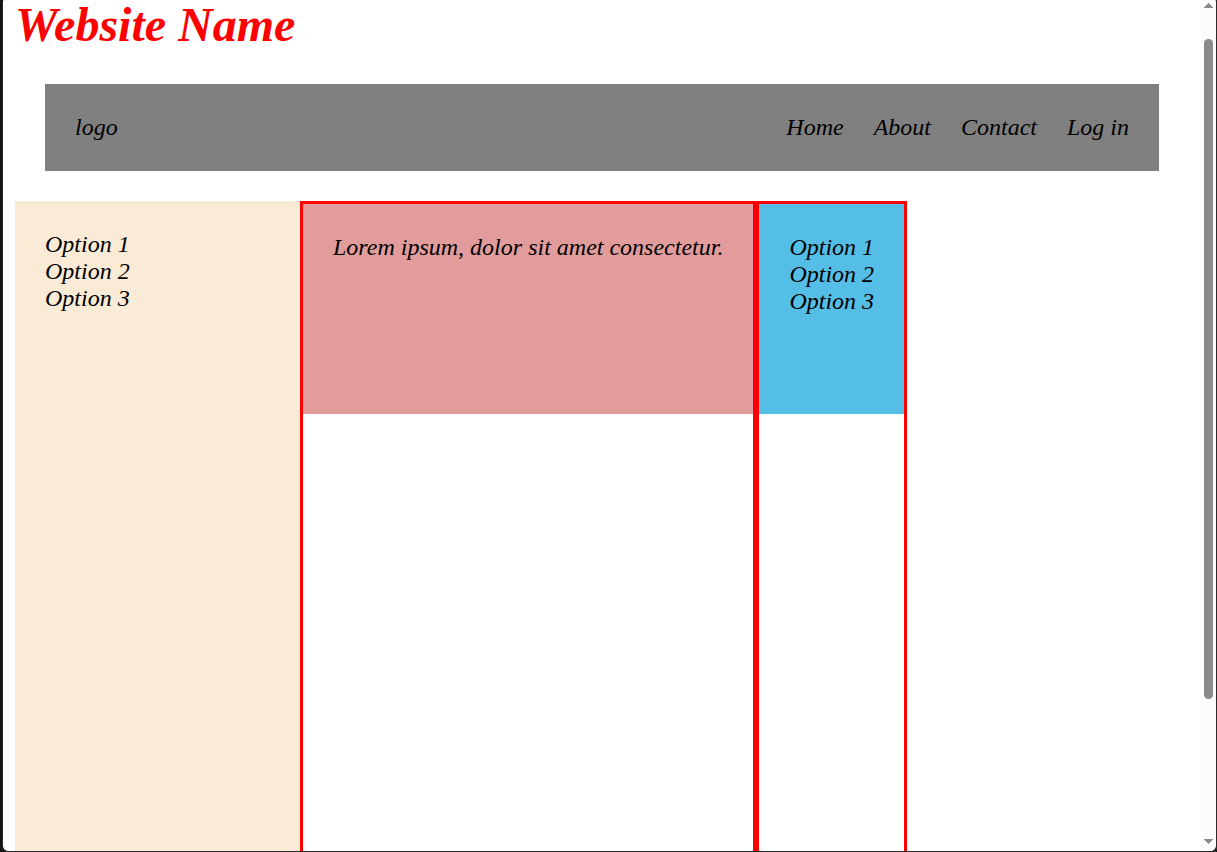 Website Name
logo Home About Contact Log in
Option 1
Option 2
Option 3
Lorem ipsum, dolor sit amet consectetur.
Option 1
Option 2
Option 3